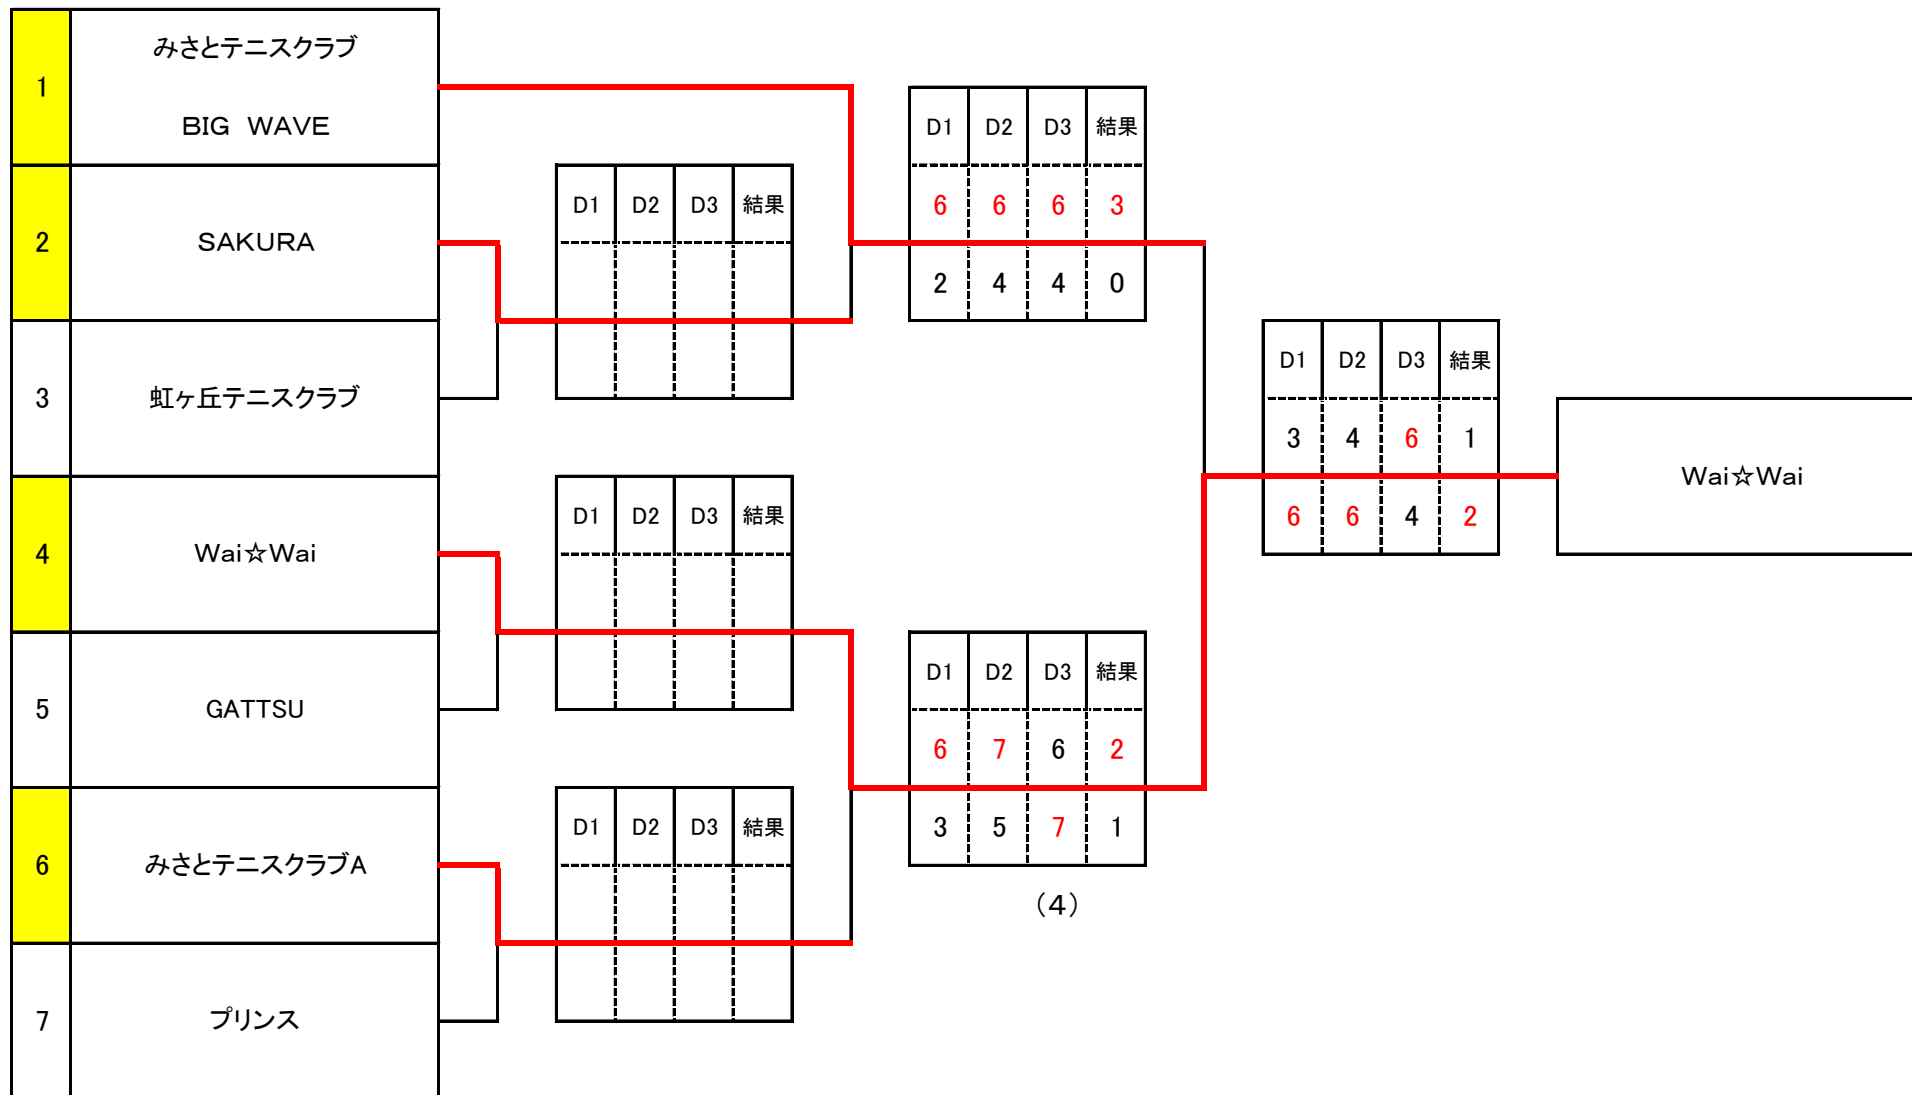 1
みさとテニスクラブ
BIG WAVE
2
SAKURA
3
虹ヶ丘テニスクラブ
4
Wai☆Wai
5
GATTSU
6
みさとテニスクラブA
7
プリンス
D1 D2 D3 結果
D1 D2 D3 結果
D1 D2 D3 結果
D1 D2 D3 結果
6 6 6 3
2 4 4 0
D1 D2 D3 結果
6 7 6 2
3 5 7 1
(4)
D1 D2 D3 結果
3 4 6 1
6 6 4 2
Wai☆Wai